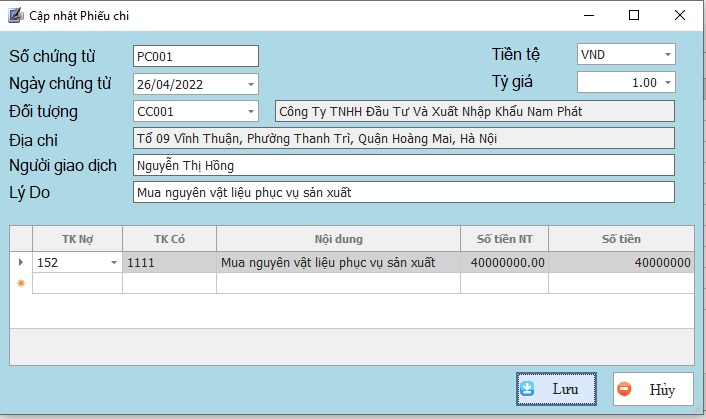 Cập nhật Phiếu chi
Số chứng từ PC001 Tiền tệ VND
Ngày chứng từ 26/04/2022 Tỷ giá 1.00
Đối tượng CC001 Công Ty TNHH Đầu Tư Và Xuất Nhập Khẩu Nam Phát
Địa chỉ Tổ 09 Vĩnh Thuận, Phường Thanh Trì, Quận Hoàng Mai, Hà Nội
Người giao dịch Nguyễn Thị Hồng
Lý Do Mua nguyên vật liệu phục vụ sản xuất
TK Nợ TK Có Nội dung Số tiền NT Số tiền
152 1111 Mua nguyên vật liệu phục vụ sản xuất 40000000.00 40000000
Lưu Hủy